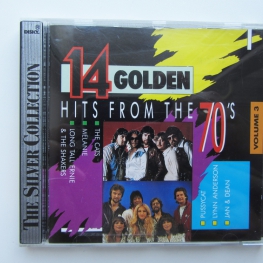 THE SILVER COLLECTION
14 GOLDEN
HITS FROM THE 70'S
THE CATS
MELANIE
LONG TALL ERNIE
& THE SHAKERS
PUSSYCAT
LYNN ANDERSON
JAN & DEAN
VOLUME 3